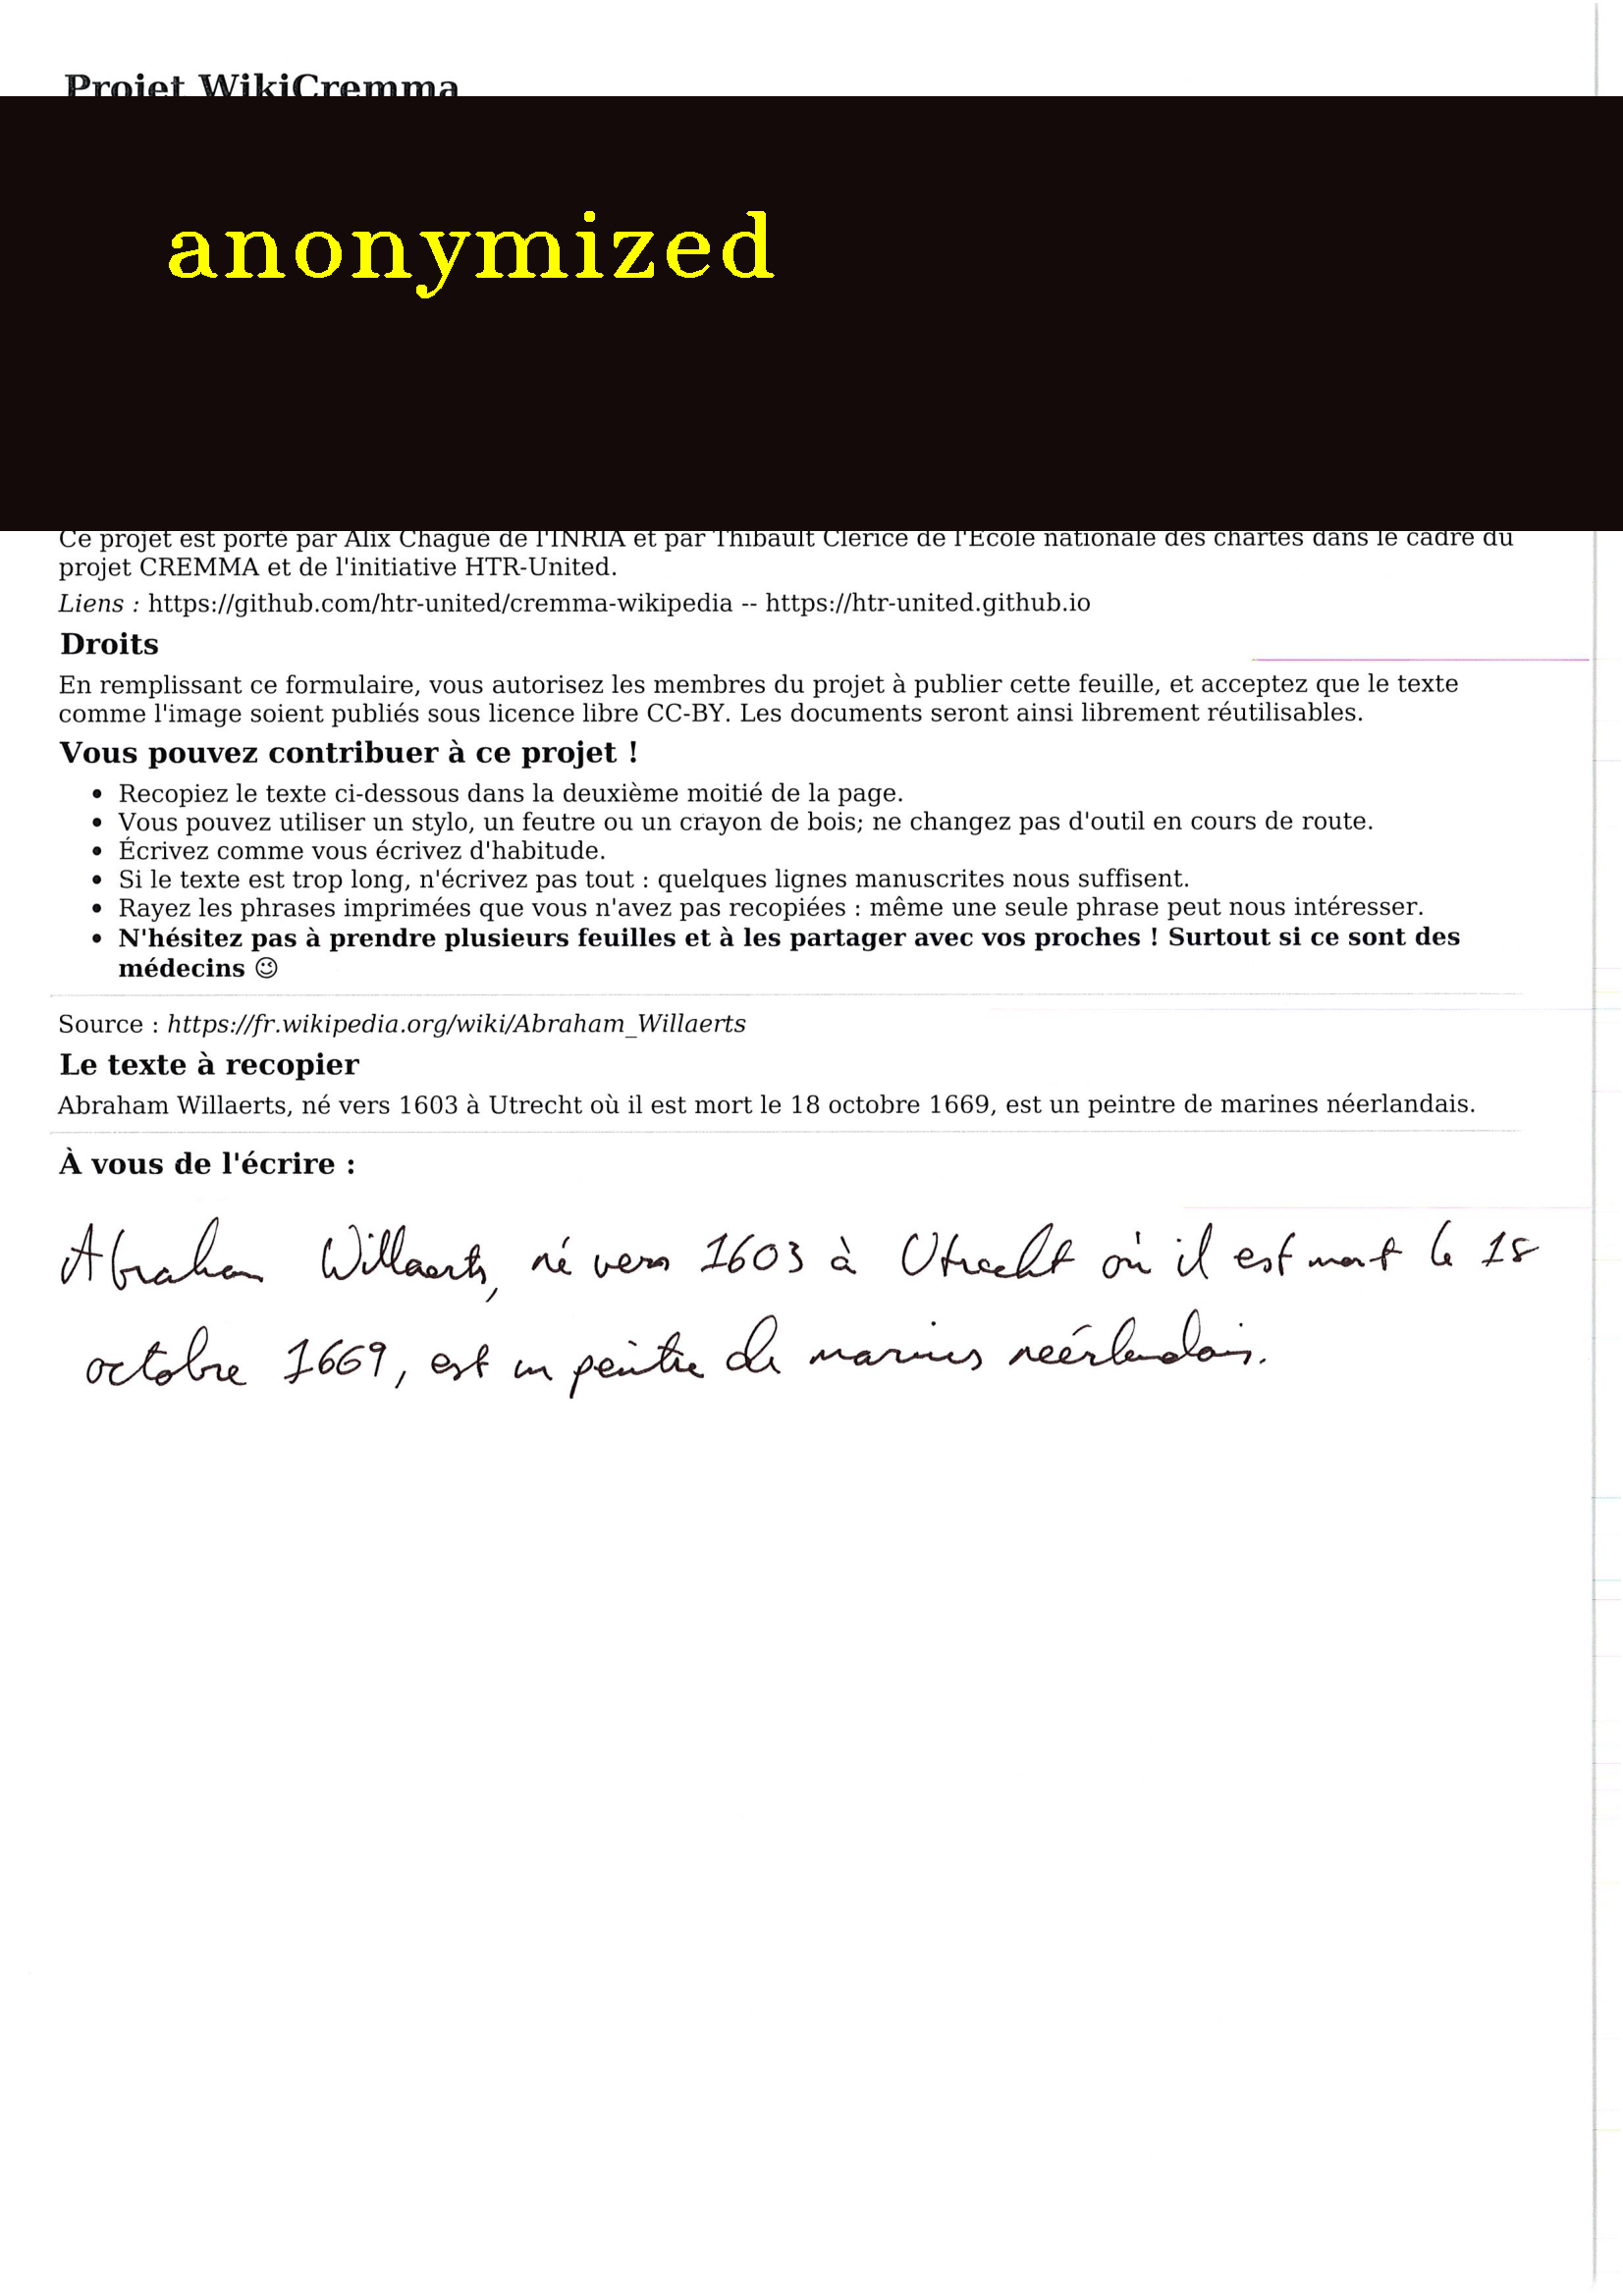 Projet WikiCremma
anonymized
Ce projet est porté par Alix Chagué de l'INRIA et par Thibault Clérice de l'École nationale des chartes dans le cadre du
projet CREMMA et de l'initiative HTR-United.
Liens : https://github.com/htr-united/cremma-wikipedia -- https://htr-united.github.io
Droits
En remplissant ce formulaire, vous autorisez les membres du projet à publier cette feuille, et acceptez que le texte
comme l'image soient publiés sous licence libre CC-BY. Les documents seront ainsi librement réutilisables.
Vous pouvez contribuer à ce projet !
• Recopiez le texte ci-dessous dans la deuxième moitié de la page.
• Vous pouvez utiliser un stylo, un feutre ou un crayon de bois; ne changez pas d'outil en cours de route.
• Écrivez comme vous écrivez d'habitude.
• Si le texte est trop long, n'écrivez pas tout : quelques lignes manuscrites nous suffisent.
• Rayez les phrases imprimées que vous n'avez pas recopiées : même une seule phrase peut nous intéresser.
• N'hésitez pas à prendre plusieurs feuilles et à les partager avec vos proches ! Surtout si ce sont des
médecins 😉
Source : https://fr.wikipedia.org/wiki/Abraham_Willaerts
Le texte à recopier
Abraham Willaerts, né vers 1603 à Utrecht où il est mort le 18 octobre 1669, est un peintre de marines néerlandais.
À vous de l'écrire :
Abraham Willaerts, né vers 1603 à Utrecht où il est mort le 18
octobre 1669, est un peintre de marines néérlandais.